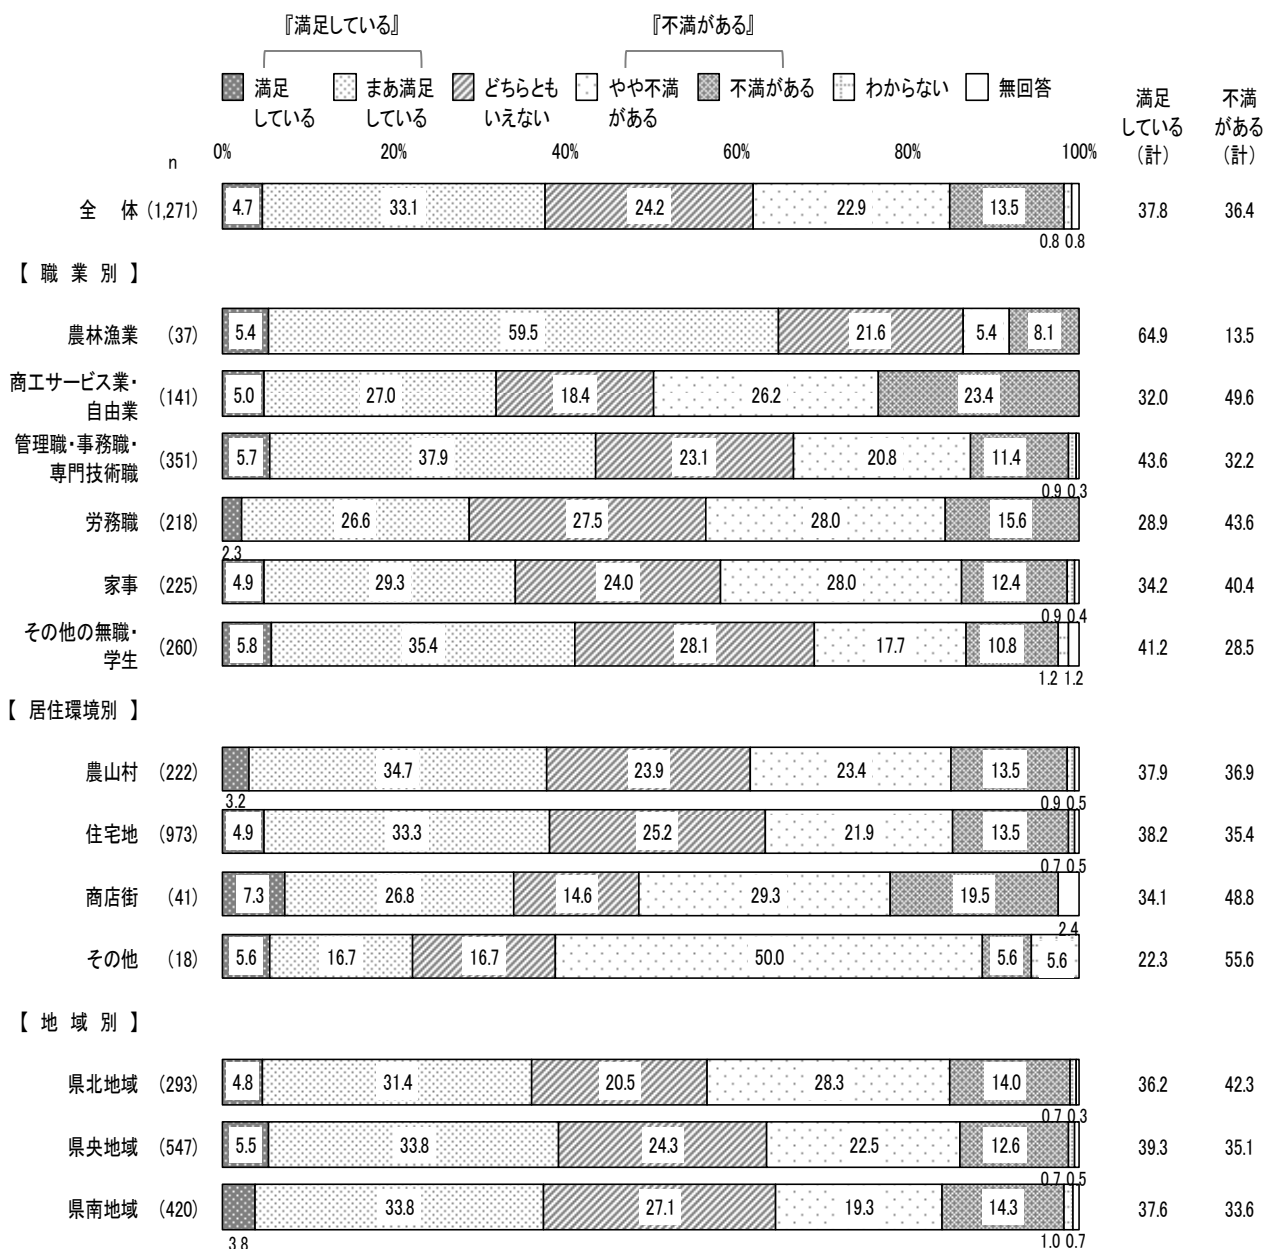 『満足している』 『不満がある』
満足 まあ満足 どちらとも やや不満 不満がある わからない 無回答
している している いえない がある
満足 不満
している がある
（計） （計）
n 0% 20% 40% 60% 80% 100%
全 体 (1,271) 4.7 33.1 24.2 22.9 13.5 37.8 36.4
0.8 0.8
【 職 業 別 】
農林漁業 (37) 5.4 59.5 21.6 5.4 8.1 64.9 13.5
商工サービス業・
自由業 (141) 5.0 27.0 18.4 26.2 23.4 32.0 49.6
管理職・事務職・
専門技術職 (351) 5.7 37.9 23.1 20.8 11.4 43.6 32.2
0.9 0.3
労務職 (218) 26.6 27.5 28.0 15.6 28.9 43.6
2.3
家事 (225) 4.9 29.3 24.0 28.0 12.4 34.2 40.4
0.9 0.4
その他の無職・
学生 (260) 5.8 35.4 28.1 17.7 10.8 41.2 28.5
1.2 1.2
【 居住環境別 】
農山村 (222) 34.7 23.9 23.4 13.5 37.9 36.9
3.2 0.9 0.5
住宅地 (973) 4.9 33.3 25.2 21.9 13.5 38.2 35.4
0.7 0.5
商店街 (41) 7.3 26.8 14.6 29.3 19.5 34.1 48.8
2.4
その他 (18) 5.6 16.7 16.7 50.0 5.6 5.6 22.3 55.6
【 地 域 別 】
県北地域 (293) 4.8 31.4 20.5 28.3 14.0 36.2 42.3
0.7 0.3
県央地域 (547) 5.5 33.8 24.3 22.5 12.6 39.3 35.1
0.7 0.5
県南地域 (420) 33.8 27.1 19.3 14.3 37.6 33.6
3.8 1.0 0.7